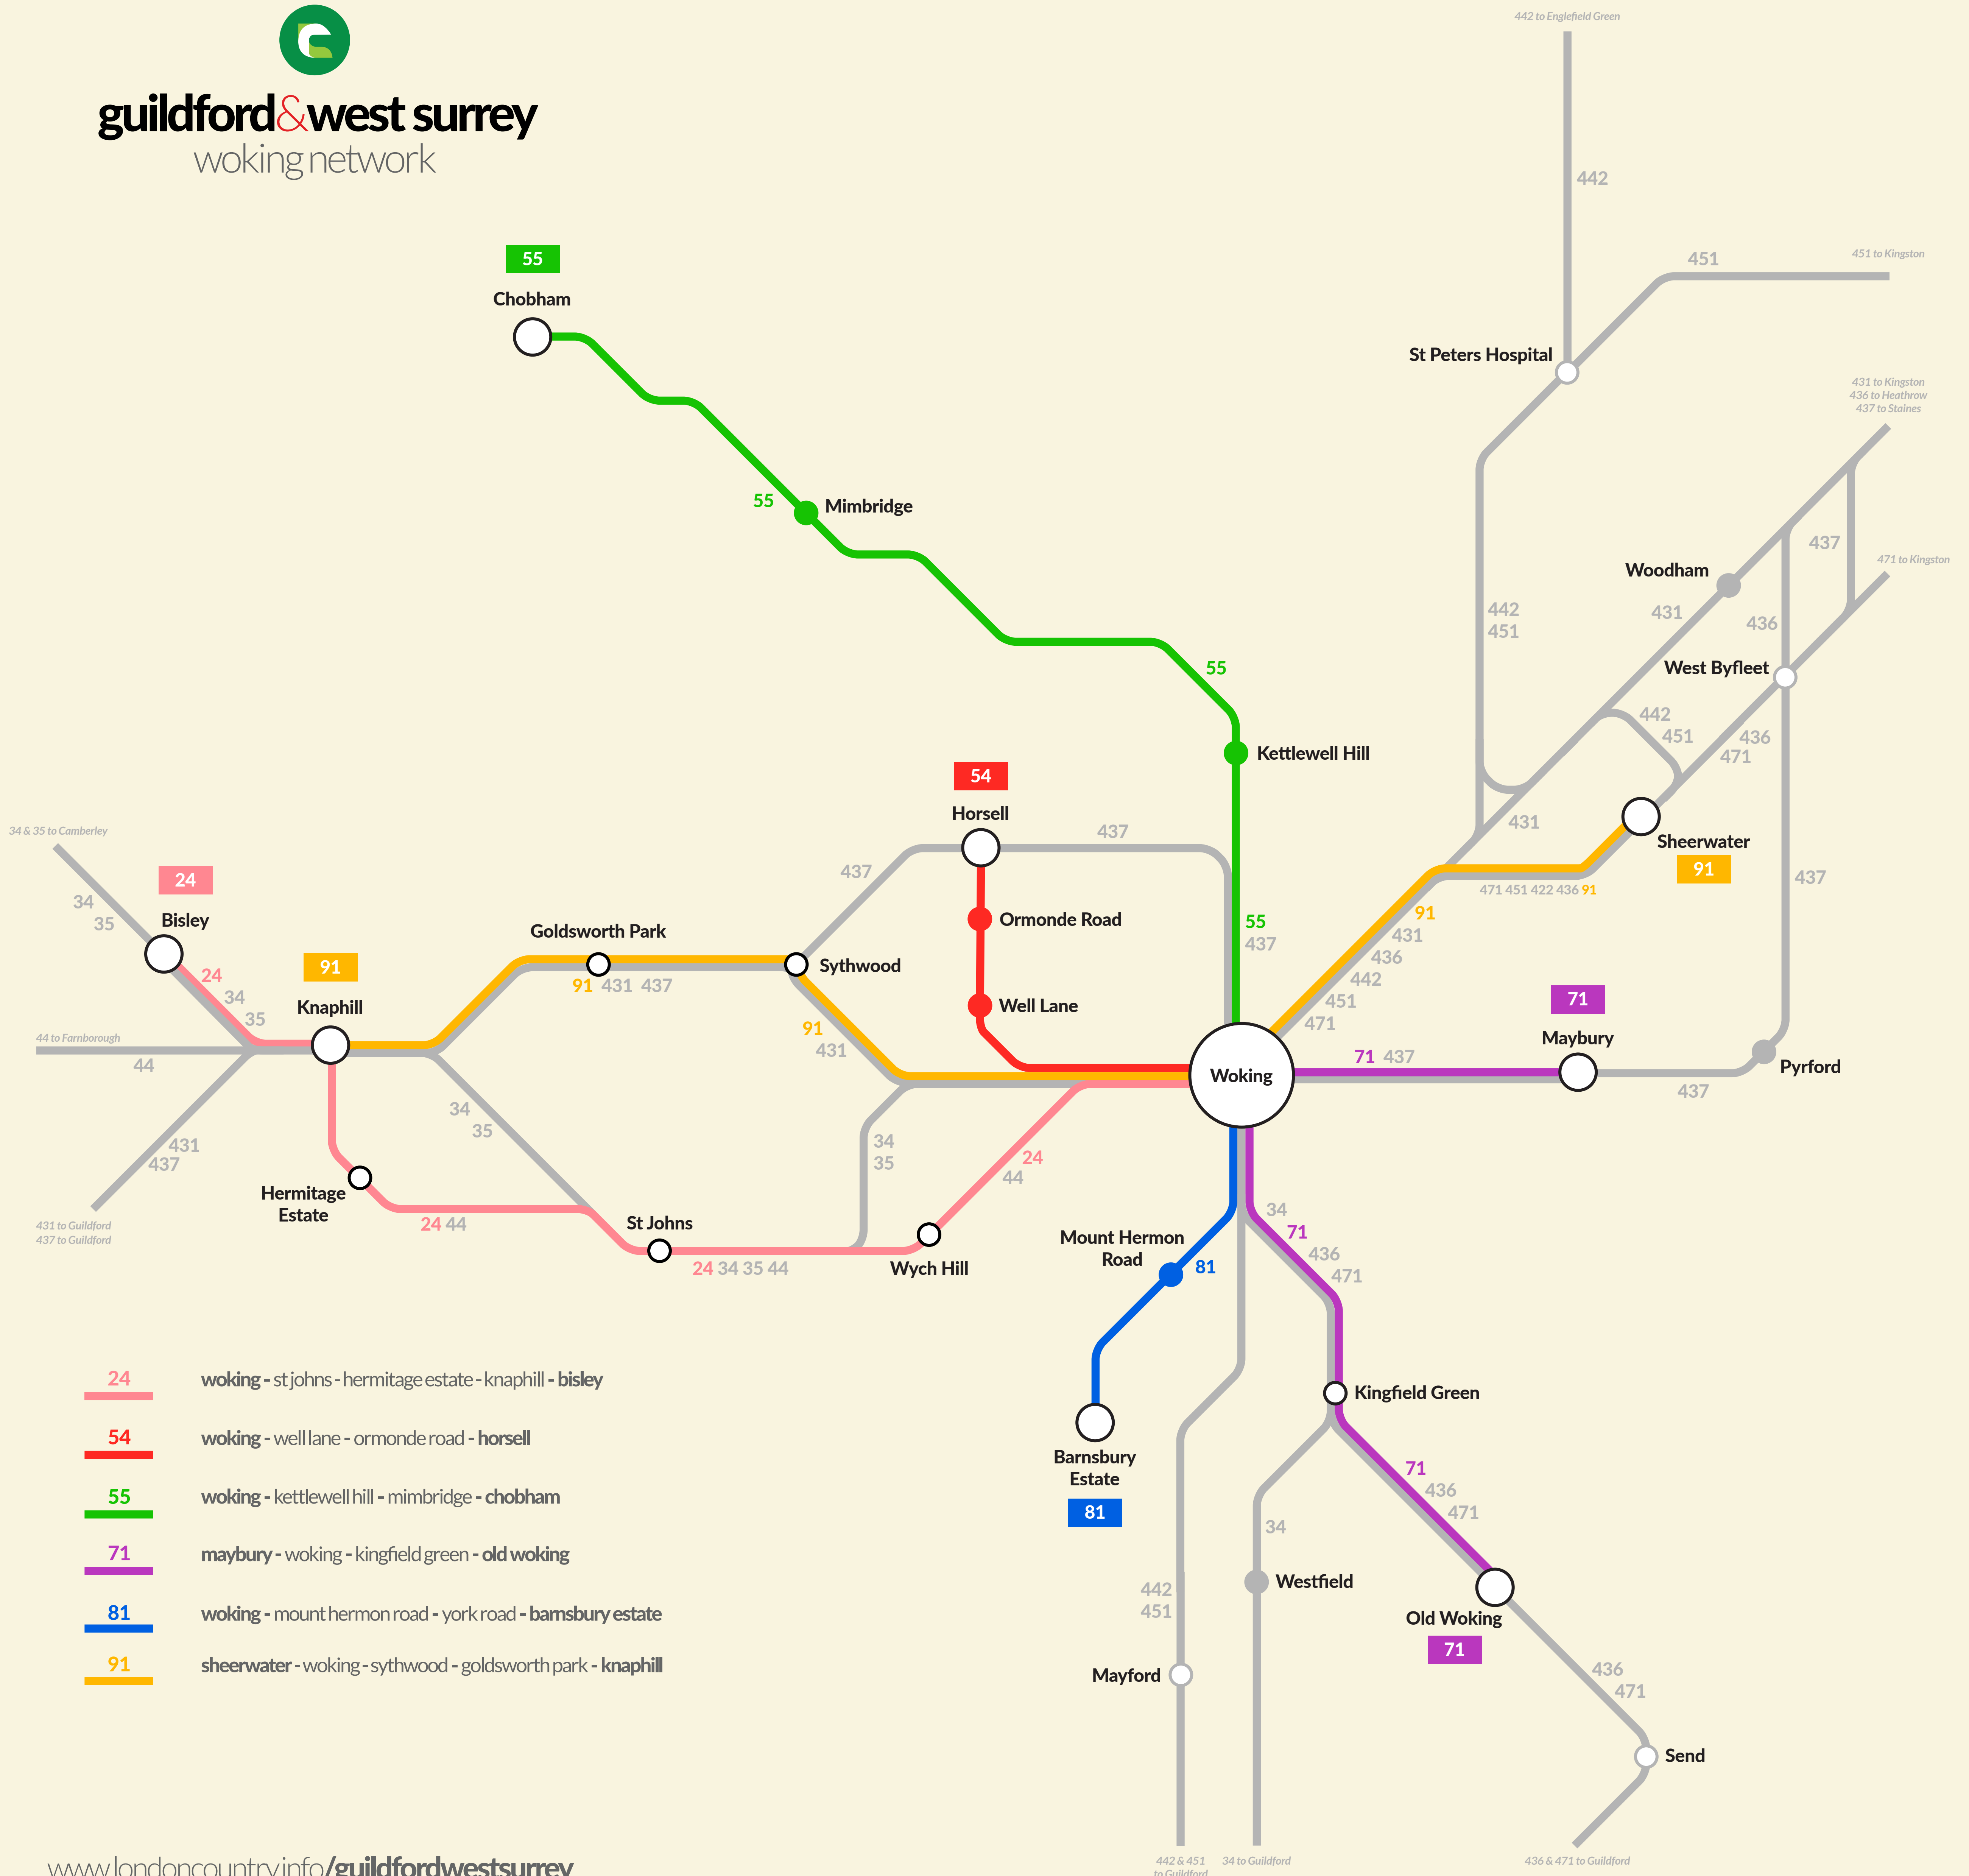 guildford&west surrey
woking network
442 to Englefield Green
442
451
451 to Kingston
55
Chobham
St Peters Hospital
431 to Kingston
436 to Heathrow
437 to Staines
55
Mimbridge
437
471 to Kingston
Woodham
442
451
431
436
West Byfleet
55
Kettlewell Hill
442
451
436
471
54
Horsell
437
431
Sheerwater
91
471 451 422 436 91
437
34 & 35 to Camberley
34
35
24
Bisley
437
Goldsworth Park
Ormonde Road
55
437
91
431
436
442
451
471
91
Knaphill
24
34
35
91 431 437
Sythwood
Well Lane
71
Maybury
44 to Farnborough
44
91
431
Woking
71 437
Pyrford
437
34
35
431
437
34
35
24
44
431 to Guildford
437 to Guildford
Hermitage
Estate
24 44
St Johns
24 34 35 44
Wych Hill
Mount Hermon
Road
81
34
71
436
471
Kingfield Green
Barnsbury
Estate
81
71
436
471
34
Westfield
442
451
Old Woking
71
Mayford
436
471
Send
24 woking - st johns - hermitage estate - knaphill - bisley
54 woking - well lane - ormonde road - horsell
55 woking - kettlewell hill - mimbridge - chobham
71 maybury - woking - kingfield green - old woking
81 woking - mount hermon road - york road - barnsbury estate
91 sheerwater - woking - sythwood - goldsworth park - knaphill
www.londoncountry.info/guildfordwestsurrey
442 & 451
to Guildford
34 to Guildford
436 & 471 to Guildford